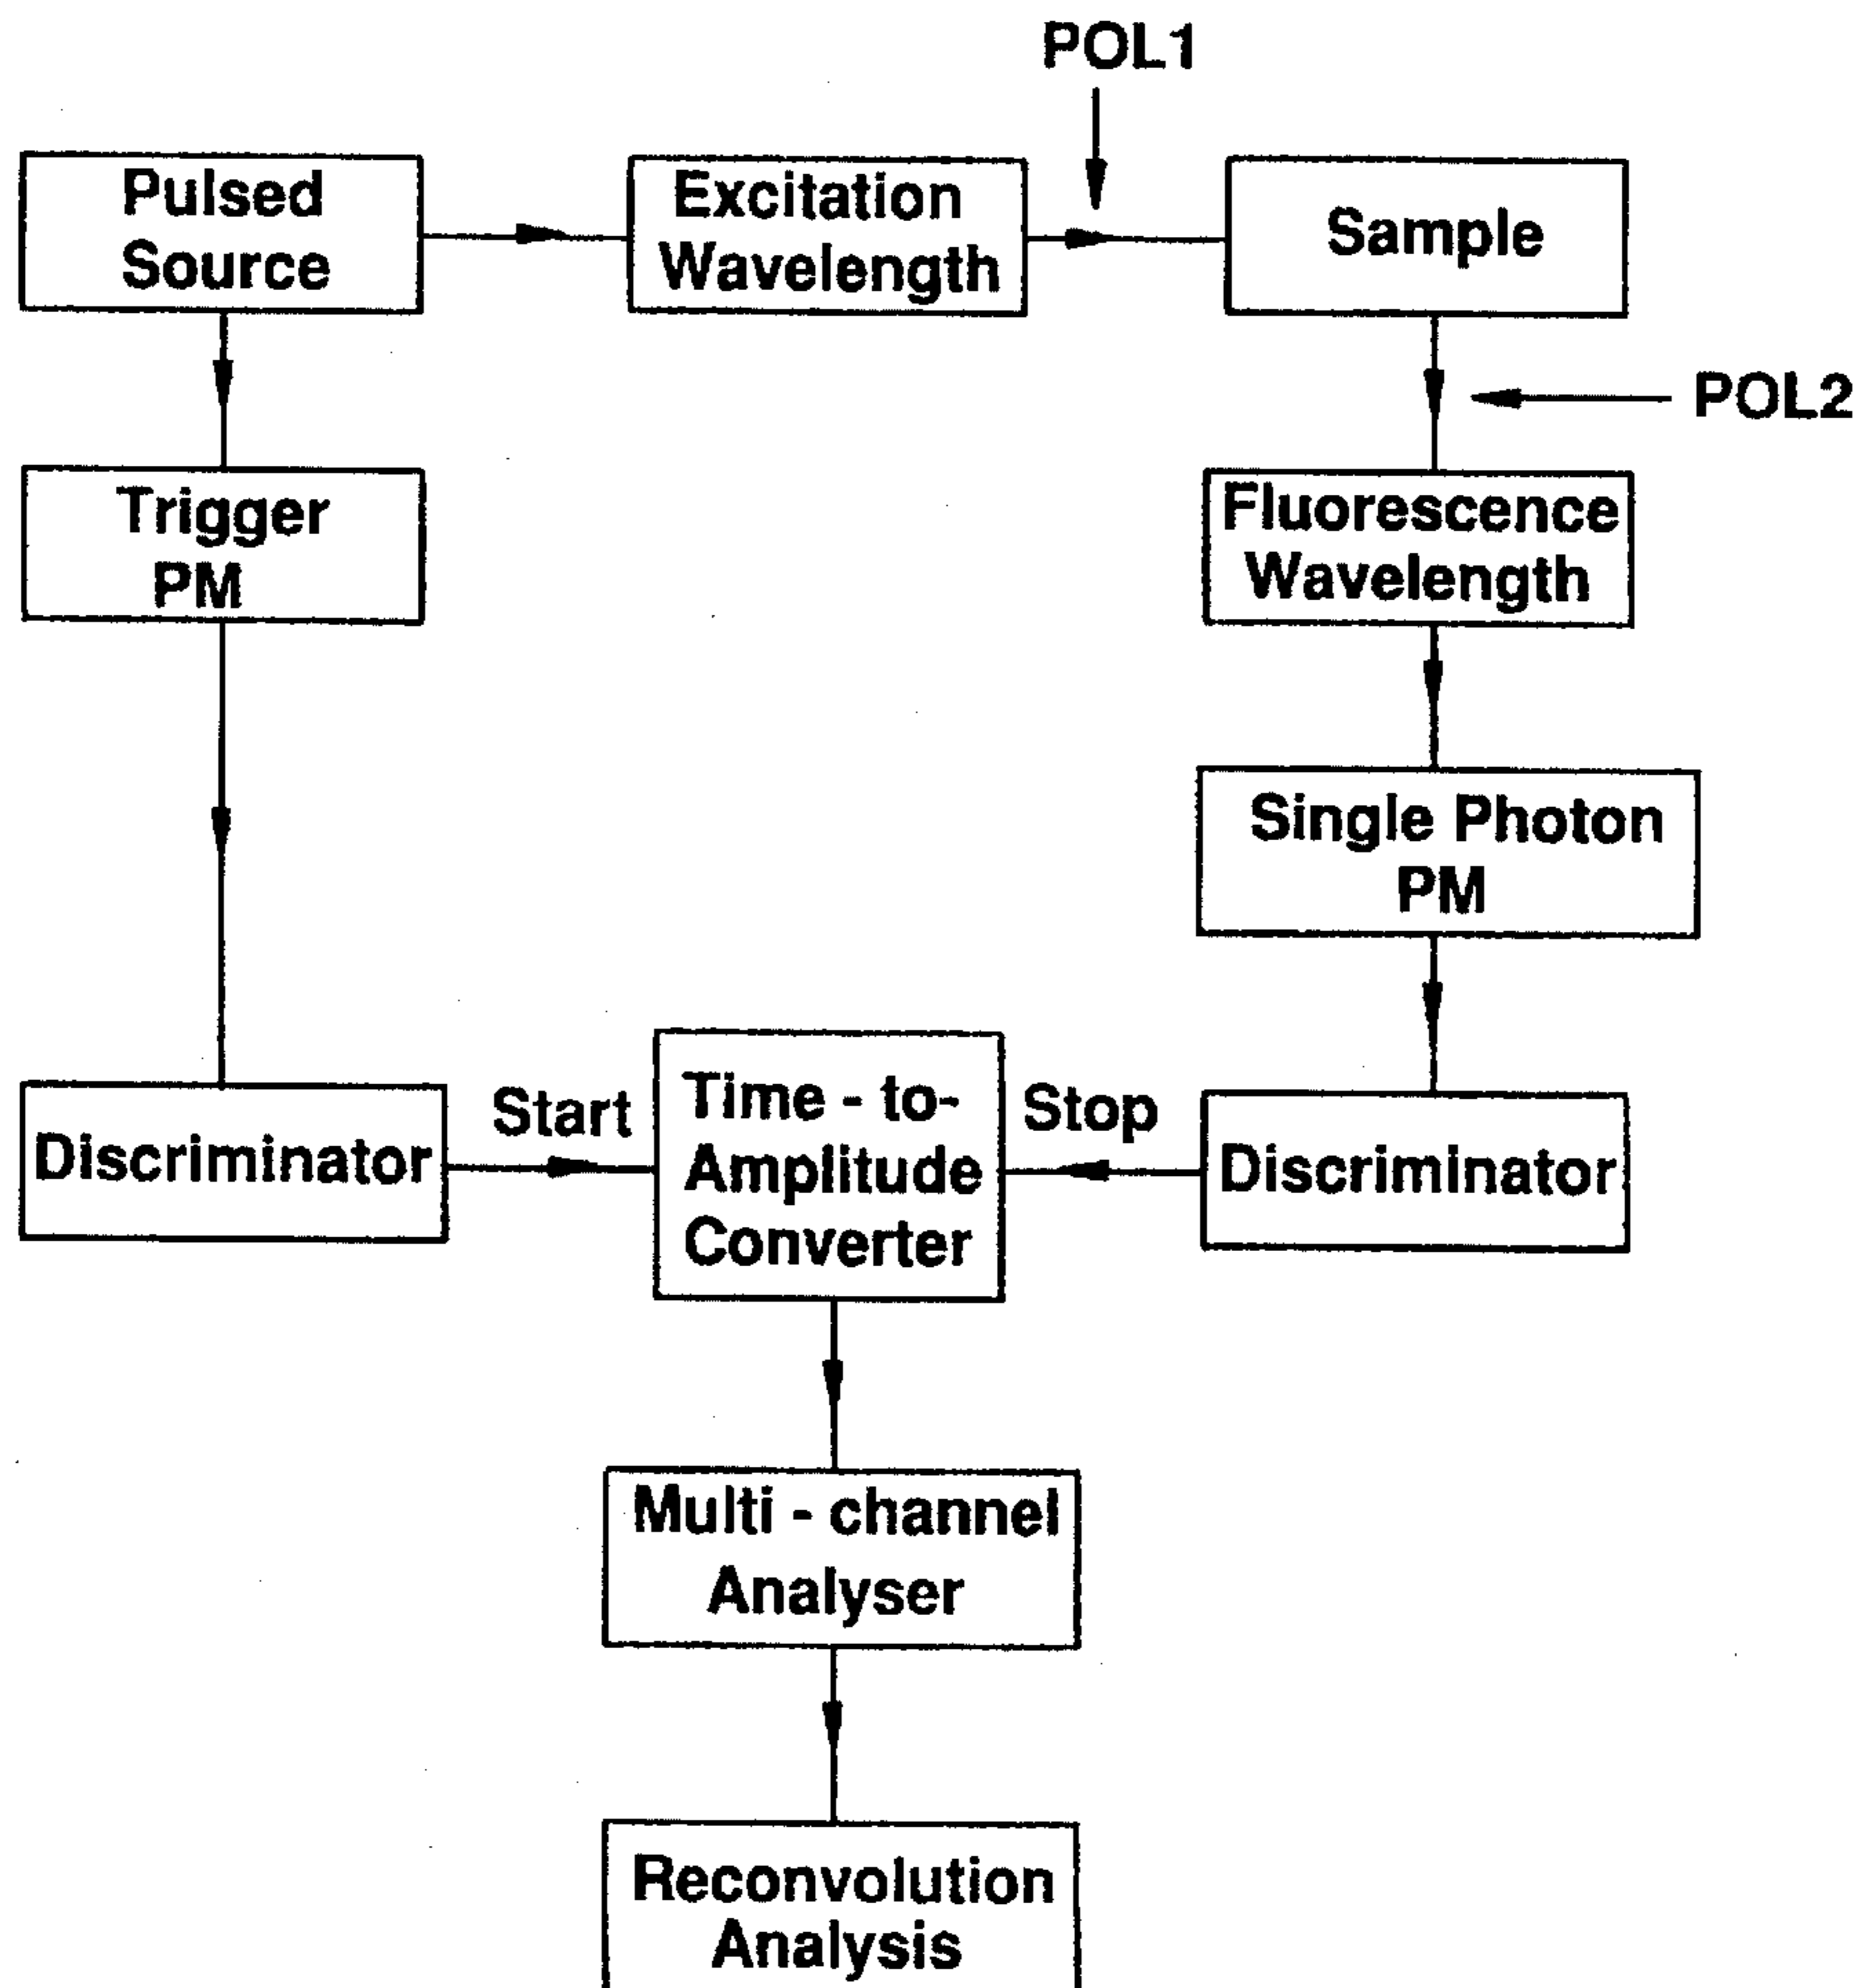 POL1
Pulsed
Source
Excitation
Wavelength
Sample
POL2
Trigger
PM
Fluorescence
Wavelength
Single Photon
PM
Discriminator
Start
Time - to-
Amplitude
Converter
Stop
Discriminator
Multi - channel
Analyser
Reconvolution
Analysis